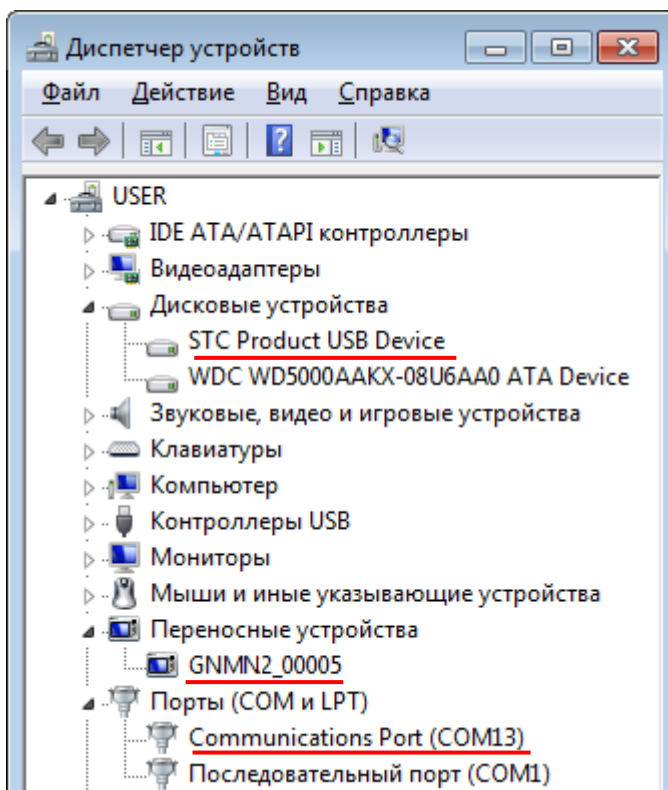 Диспетчер устройств
Файл Действие Вид Справка
USER
IDE ATA/ATAPI контроллеры
Видеоадаптеры
Дисковые устройства
STC Product USB Device
WDC WD5000AAKX-08U6AA0 ATA Device
Звуковые, видео и игровые устройства
Клавиатуры
Компьютер
Контроллеры USB
Мониторы
Мыши и иные указывающие устройства
Переносные устройства
GNMN2_00005
Порты (COM и LPT)
Communications Port (COM13)
Последовательный порт (COM1)